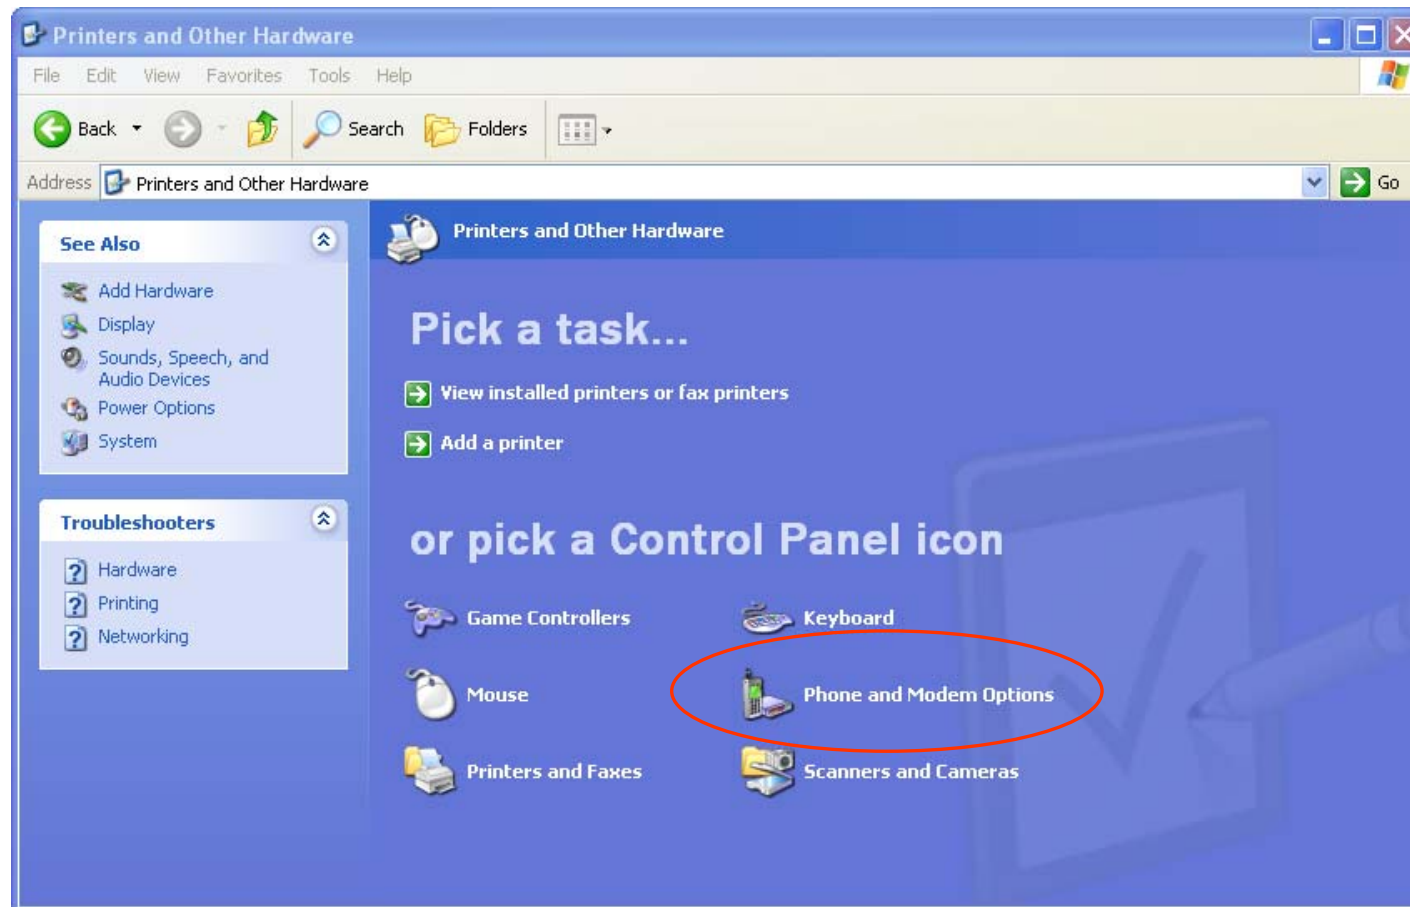 Printers and Other Hardware
File Edit View Favorites Tools Help
Back Search Folders
Address Printers and Other Hardware Go
See Also
Add Hardware
Display
Sounds, Speech, and
Audio Devices
Power Options
System
Troubleshooters
Hardware
Printing
Networking
Printers and Other Hardware
Pick a task...
View installed printers or fax printers
Add a printer
or pick a Control Panel icon
Game Controllers Keyboard
Mouse Phone and Modem Options
Printers and Faxes Scanners and Cameras